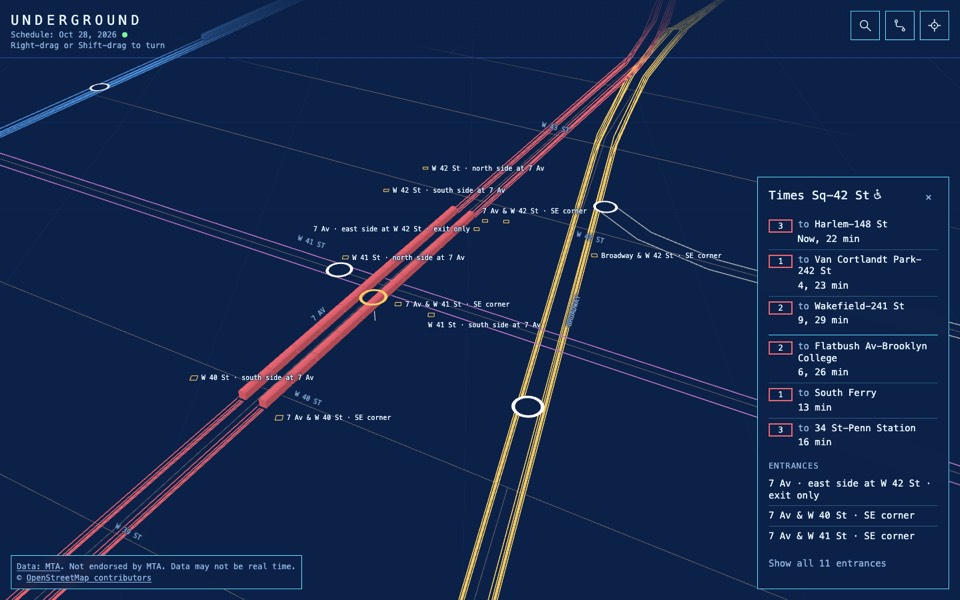 UNDERGROUND
Schedule: Oct 28, 2026
Right-drag or Shift-drag to turn
W 43 ST
W 42 St · north side at 7 Av
W 42 St · south side at 7 Av
7 Av & W 42 St · SE corner
7 Av · east side at W 42 St · exit only
W 41 ST
W 41 St · north side at 7 Av
Broadway & W 42 St · SE corner
7 Av & W 41 St · SE corner
7 AV
W 41 St · south side at 7 Av
BROADWAY
W 40 St · south side at 7 Av
W 40 ST
7 Av & W 40 St · SE corner
Times Sq-42 St
×
3 to Harlem-148 St
Now, 22 min
1 to Van Cortlandt Park-
242 St
4, 23 min
2 to Wakefield-241 St
9, 29 min
2 to Flatbush Av-Brooklyn
College
6, 26 min
1 to South Ferry
13 min
3 to 34 St-Penn Station
16 min
ENTRANCES
7 Av · east side at W 42 St ·
exit only
7 Av & W 40 St · SE corner
7 Av & W 41 St · SE corner
Show all 11 entrances
Data: MTA. Not endorsed by MTA. Data may not be real time.
© OpenStreetMap contributors